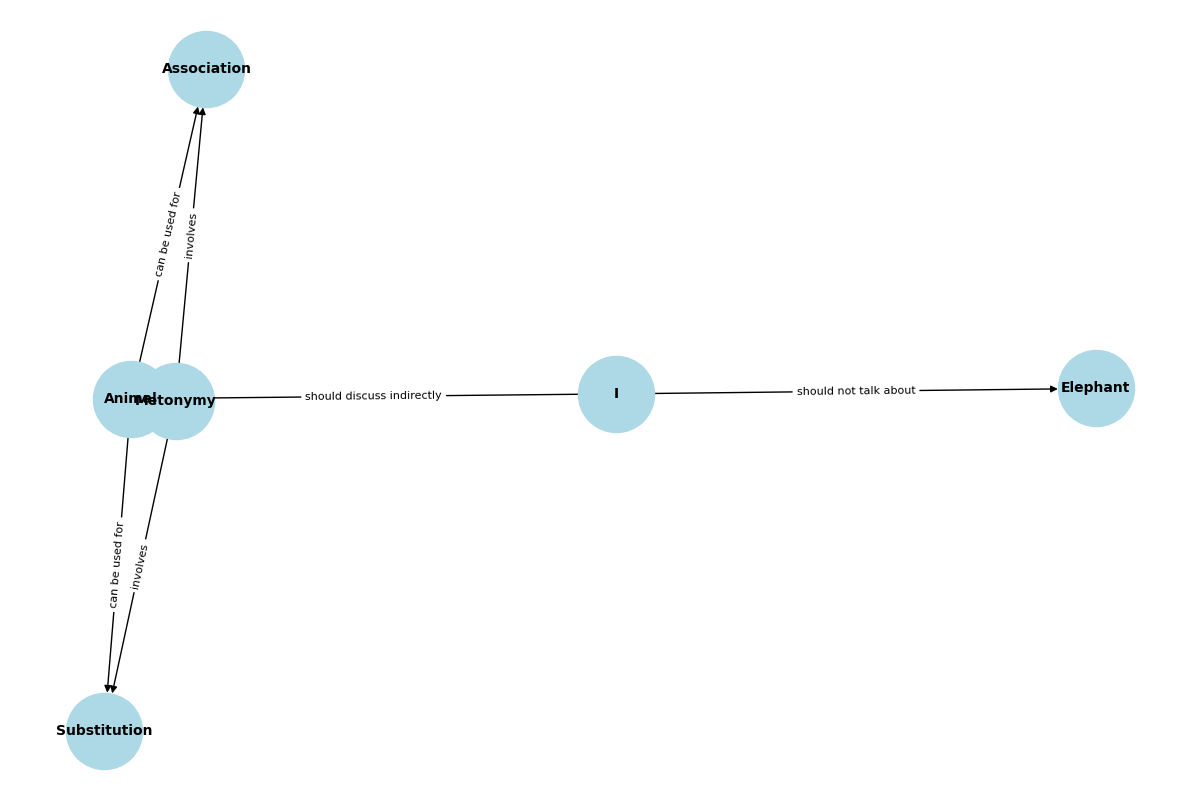 Association
can be used for
involves
Animal
Metonymy
should discuss indirectly
I
should not talk about
Elephant
can be used for
involves
Substitution